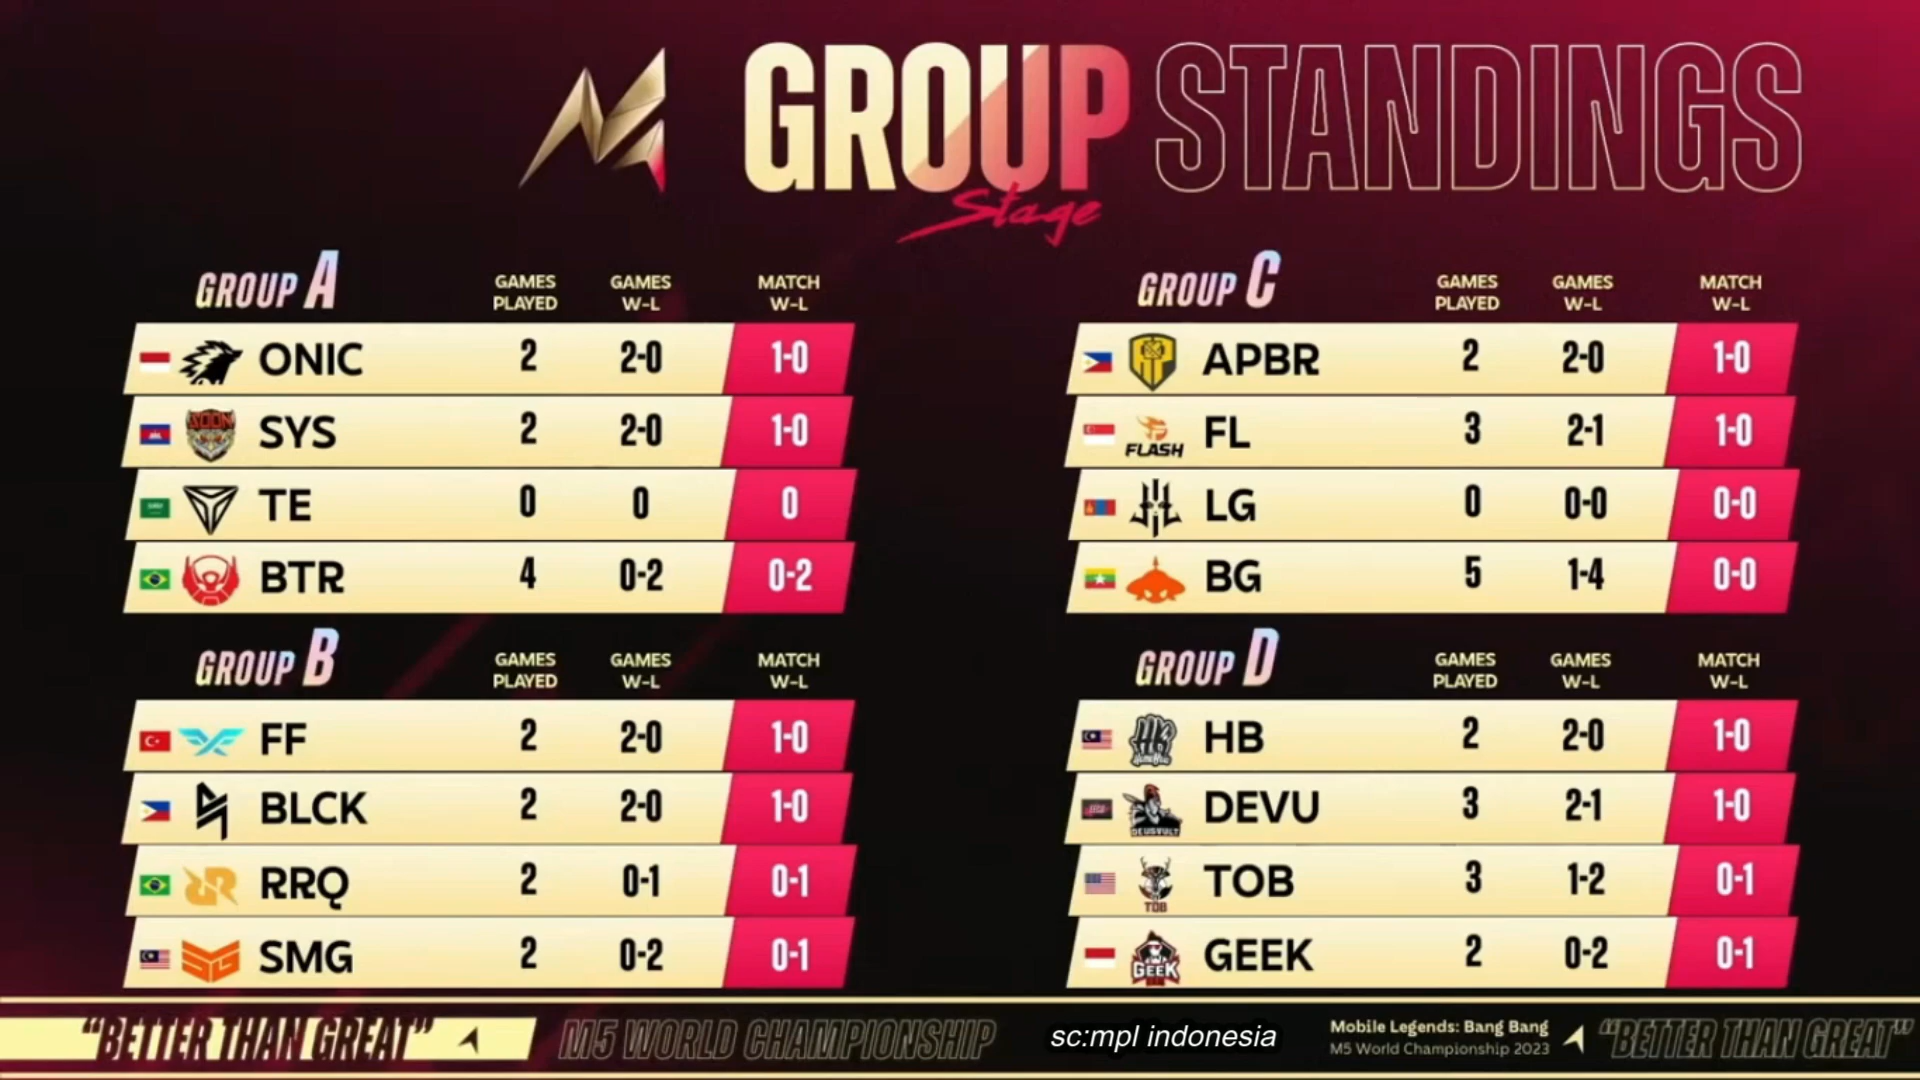 GROUP STANDINGS
Stage
GROUP A GAMES PLAYED GAMES W-L MATCH W-L
ONIC 2 2-0 1-0
SYS 2 2-0 1-0
TE 0 0 0
BTR 4 0-2 0-2
GROUP B GAMES PLAYED GAMES W-L MATCH W-L
FF 2 2-0 1-0
BLCK 2 2-0 1-0
RRQ 2 0-1 0-1
SMG 2 0-2 0-1
GROUP C GAMES PLAYED GAMES W-L MATCH W-L
APBR 2 2-0 1-0
FLASH FL 3 2-1 1-0
LG 0 0-0 0-0
BG 5 1-4 0-0
GROUP D GAMES PLAYED GAMES W-L MATCH W-L
HB 2 2-0 1-0
DEUSVULT DEVU 3 2-1 1-0
TOB TOB 3 1-2 0-1
GEEK GEEK 2 0-2 0-1
"BETTER THAN GREAT"
M5 WORLD CHAMPIONSHIP
sc:mpl indonesia
Mobile Legends: Bang Bang
M5 World Championship 2023
"BETTER THAN GREAT"